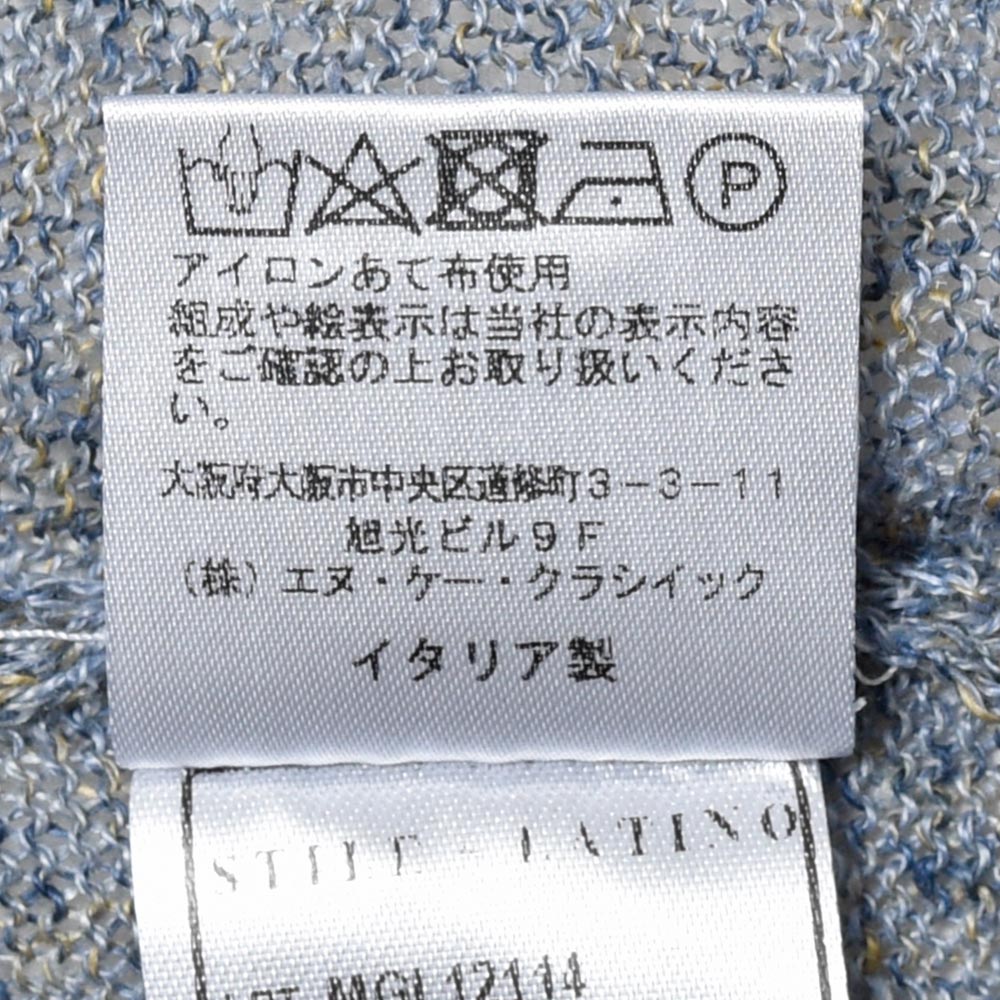 P
アイロンあて布使用
組成や絵表示は当社の表示内容
をご確認の上お取り扱いくださ
い。
大阪府大阪市中央区道修町3-3-11
旭光ビル9F
(株)エヌ・ケー・クラシイック
イタリア製
STILE - LATINO
MGL12114